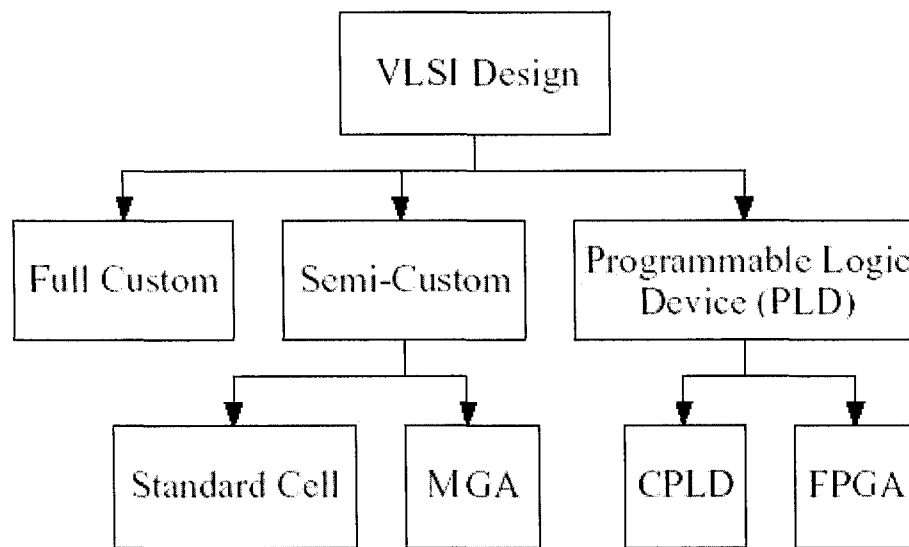 VLSI Design
Full Custom
Semi-Custom
Programmable Logic
Device (PLD)
Standard Cell
MGA
CPLD
FPGA